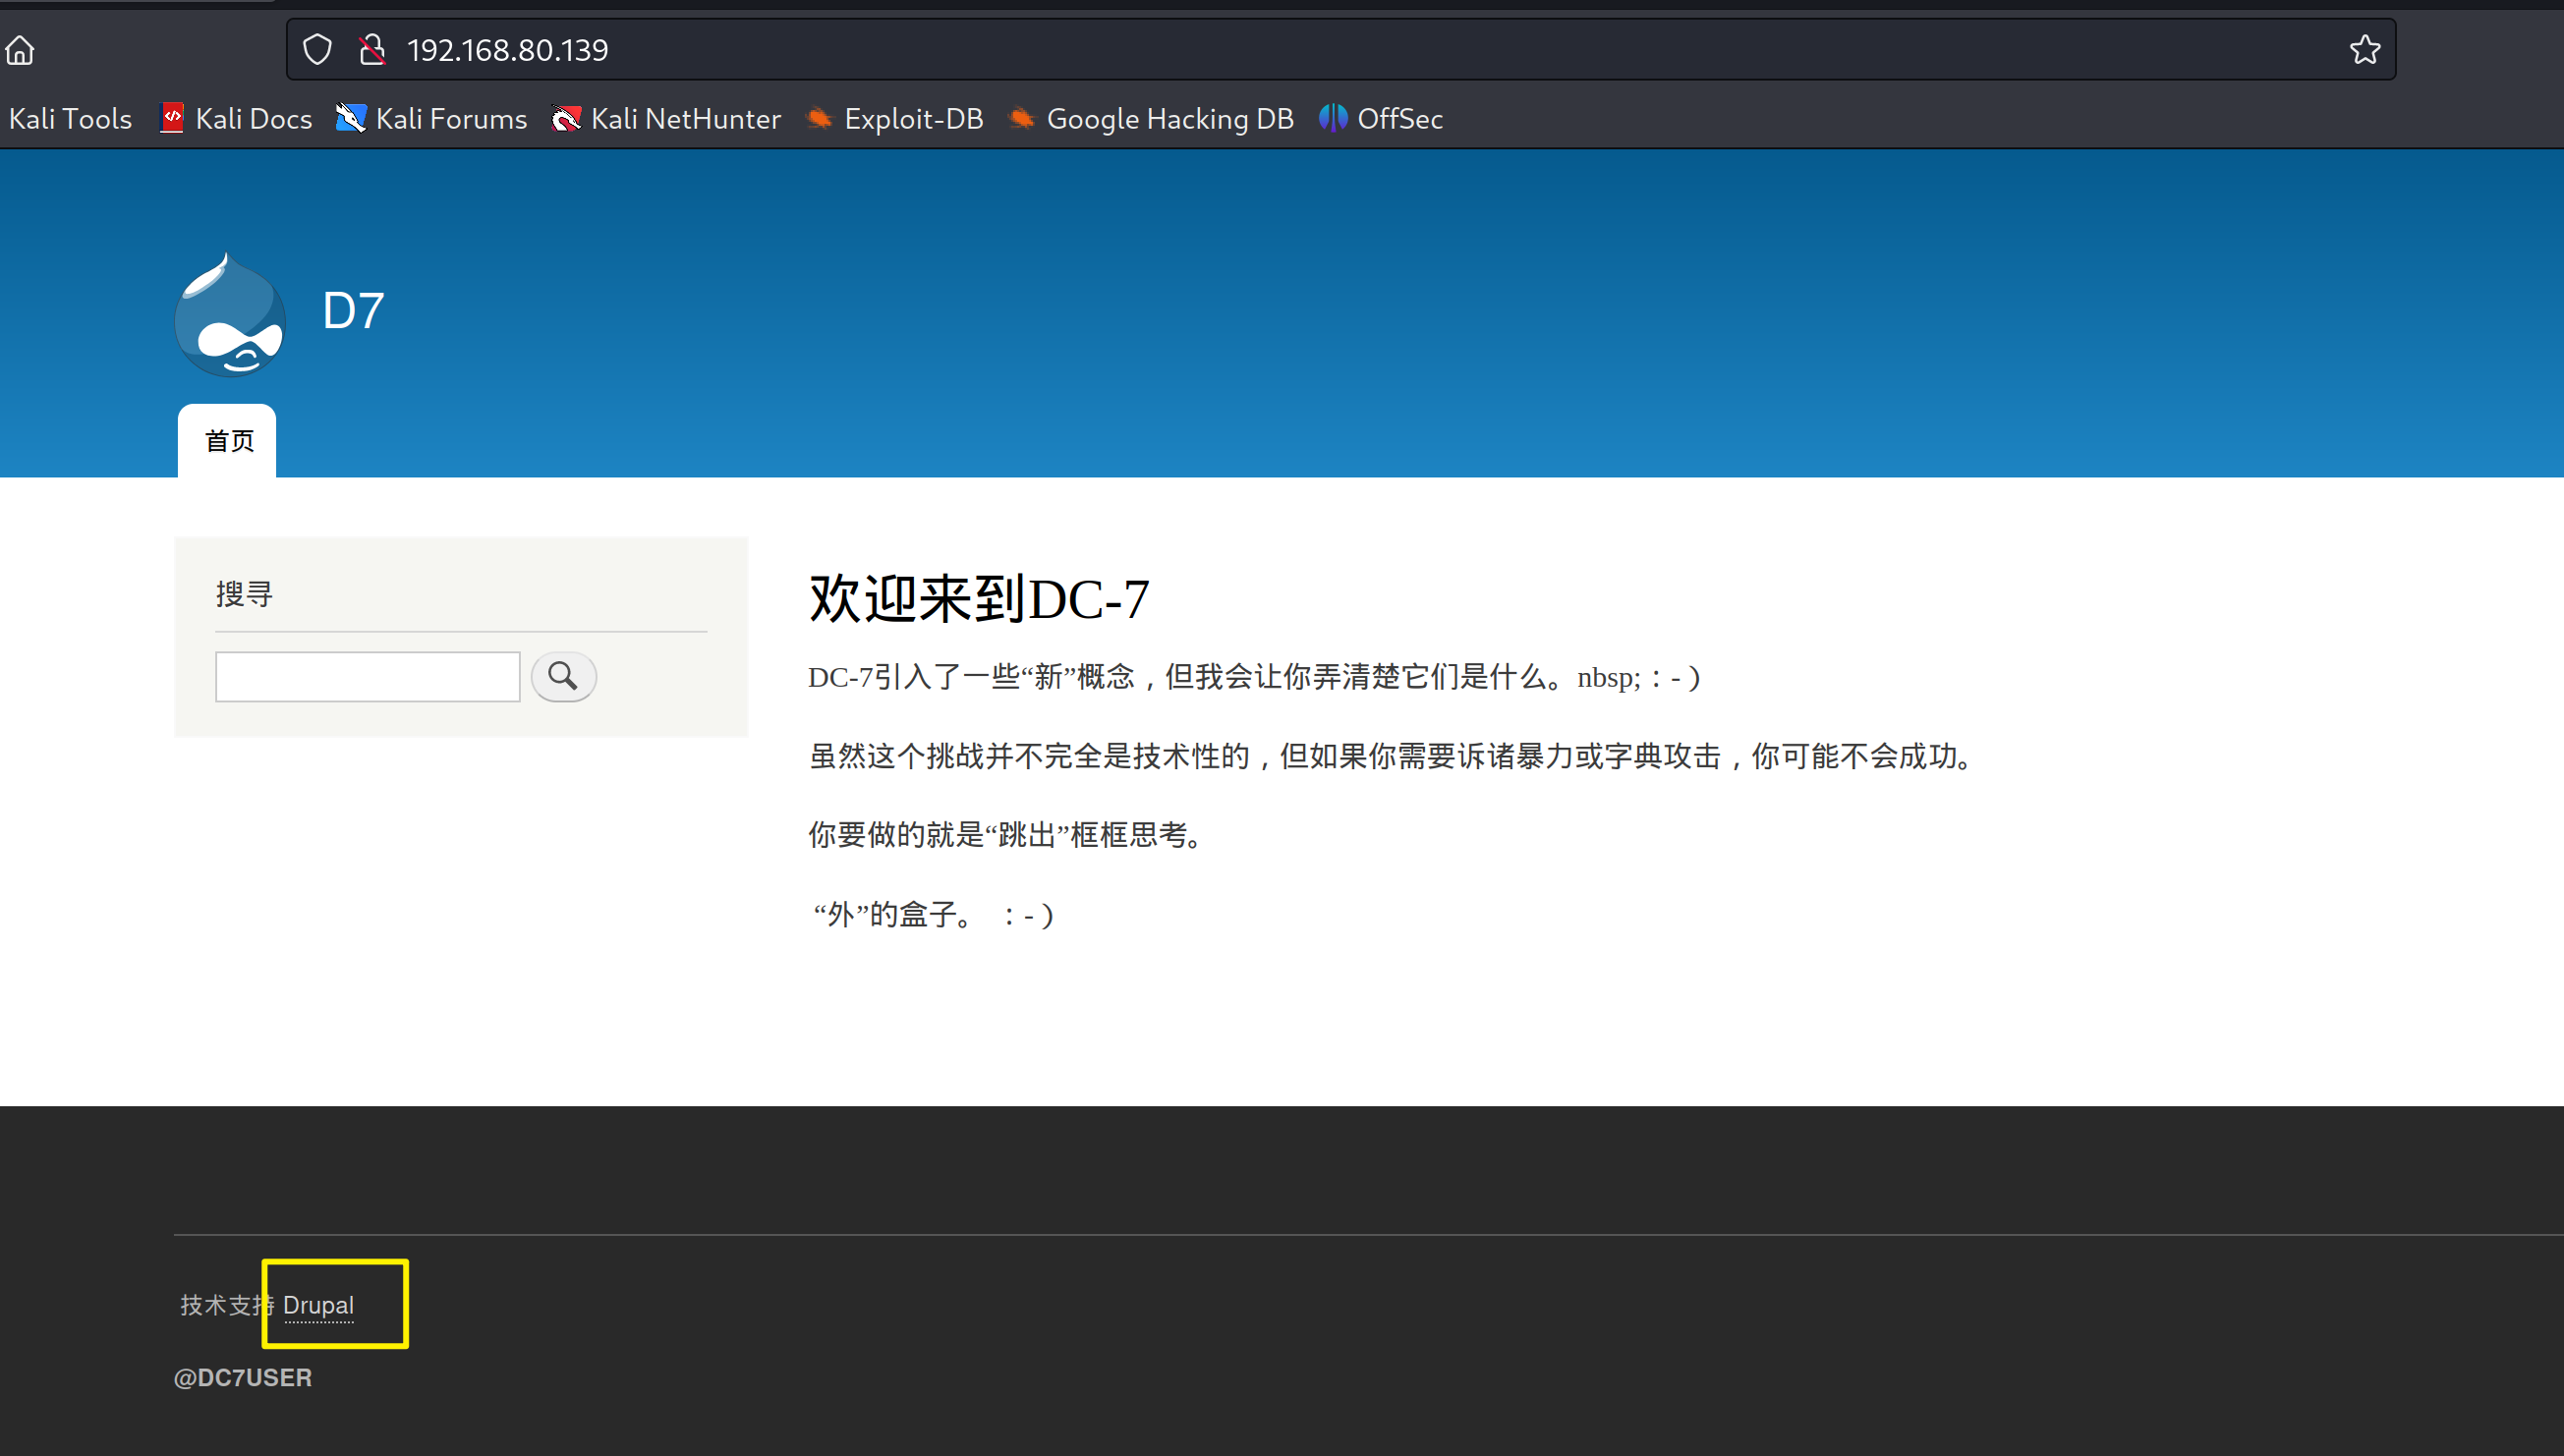 192.168.80.139
Kali Tools Kali Docs Kali Forums Kali NetHunter Exploit-DB Google Hacking DB OffSec
D7
首页
搜寻
欢迎来到DC-7
DC-7引入了一些“新”概念，但我会让你弄清楚它们是什么。nbsp;：-）
虽然这个挑战并不完全是技术性的，但如果你需要诉诸暴力或字典攻击，你可能不会成功。
你要做的就是“跳出”框框思考。
“外”的盒子。 ：-）
技术支持 Drupal
@DC7USER